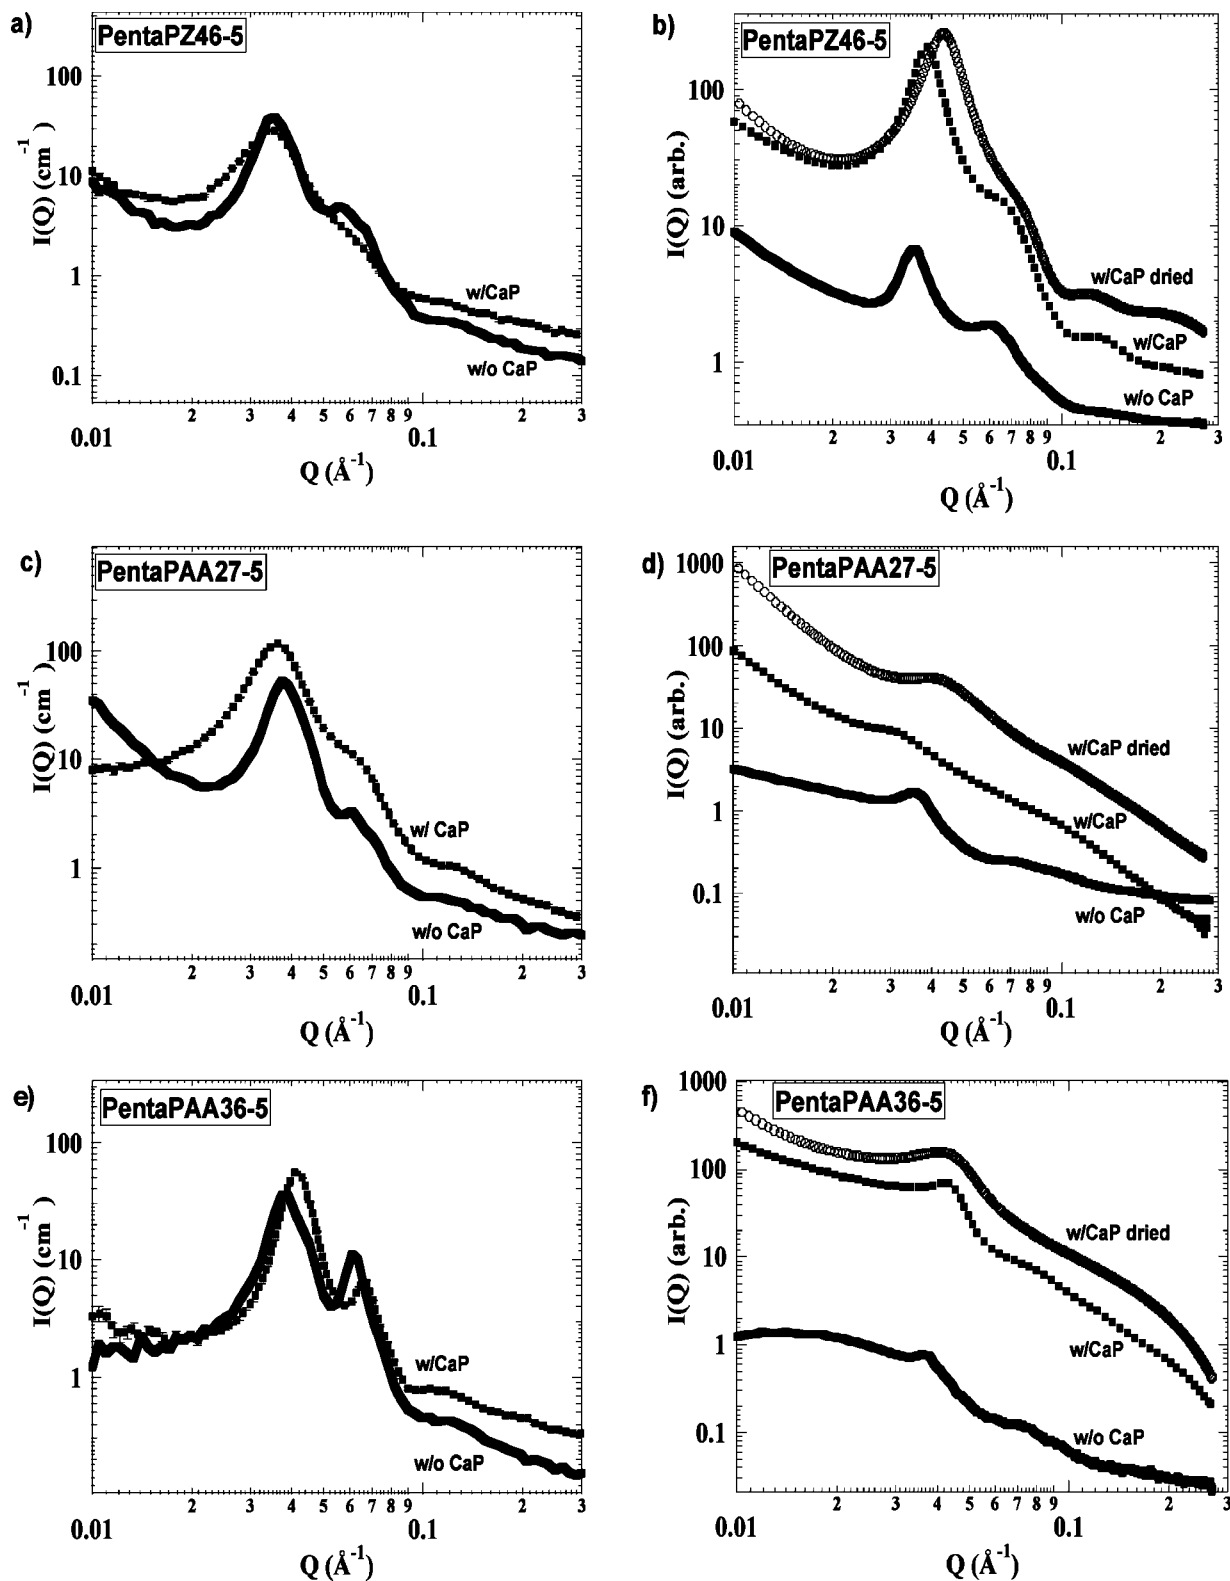 a)
PentaPZ46-5
100
10
1
0.1
I(Q) (cm⁻¹)
w/CaP
w/o CaP
2 3 4 5 6 7 8 9 2 3
0.01 0.1
Q (Å⁻¹)
b)
PentaPZ46-5
100
10
1
I(Q) (arb.)
w/CaP dried
w/CaP
w/o CaP
2 3 4 5 6 7 8 9 2 3
0.01 0.1
Q (Å⁻¹)
c)
PentaPAA27-5
100
10
1
I(Q) (cm⁻¹)
w/ CaP
w/o CaP
2 3 4 5 6 7 8 9 2 3
0.01 0.1
Q (Å⁻¹)
d)
PentaPAA27-5
1000
100
10
1
0.1
I(Q) (arb.)
w/CaP dried
w/CaP
w/o CaP
2 3 4 5 6 7 8 9 2 3
0.01 0.1
Q (Å⁻¹)
e)
PentaPAA36-5
100
10
1
I(Q) (cm⁻¹)
w/CaP
w/o CaP
2 3 4 5 6 7 8 9 2 3
0.01 0.1
Q (Å⁻¹)
f)
PentaPAA36-5
1000
100
10
1
0.1
I(Q) (arb.)
w/CaP dried
w/CaP
w/o CaP
2 3 4 5 6 7 8 9 2 3
0.01 0.1
Q (Å⁻¹)